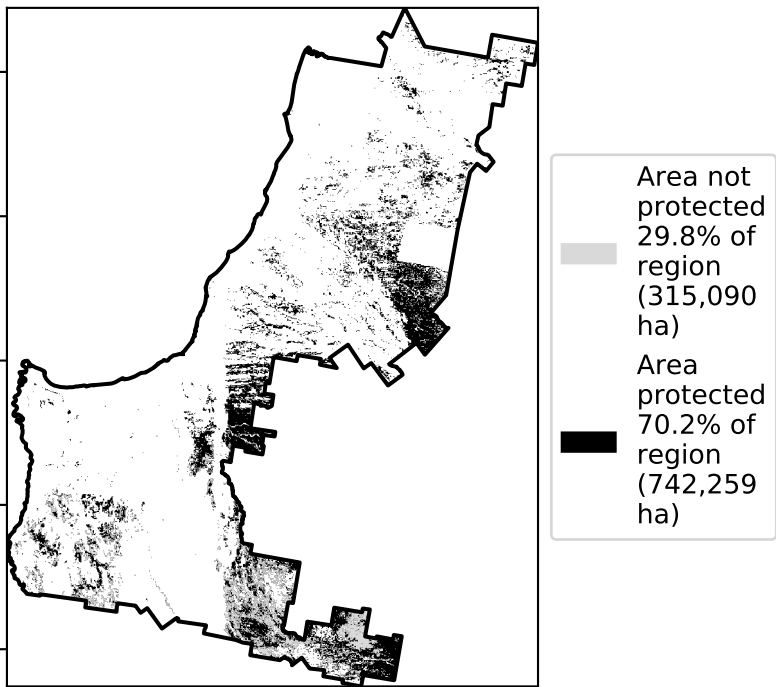 Area not
protected
29.8% of
region
(315,090
ha)
Area
protected
70.2% of
region
(742,259
ha)